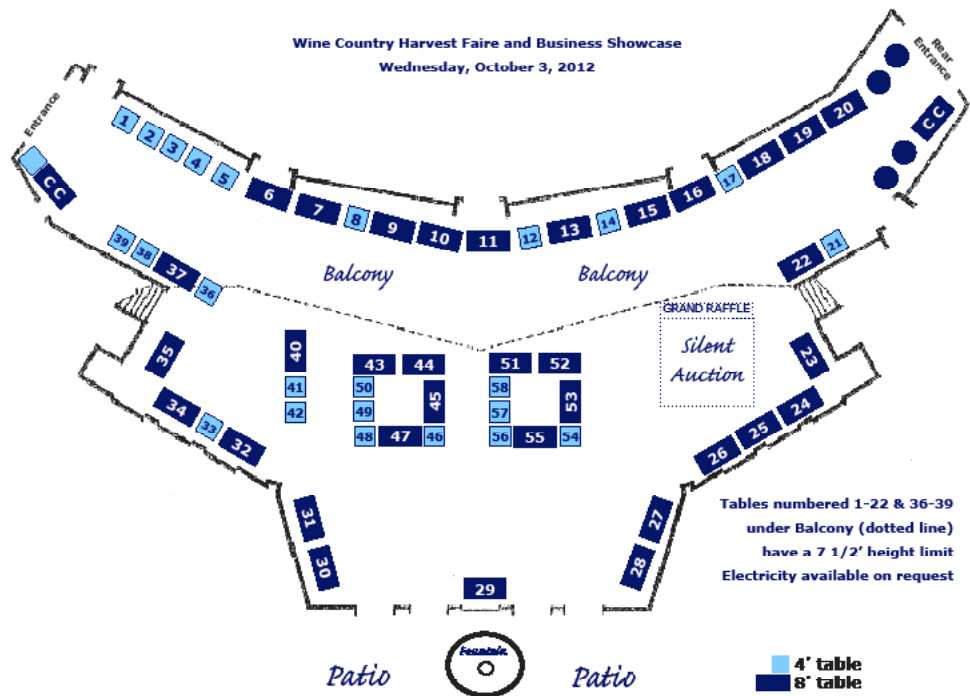 Wine Country Harvest Faire and Business Showcase
Wednesday, October 3, 2012
Rear
Entrance
Entrance
1
2
3
4
5
6
7
8
9
10
11
12
13
14
15
16
17
18
19
20
C C
C C
39
38
37
36
Balcony
Balcony
22
21
GRAND RAFFLE
Silent
Auction
35
34
33
32
40
41
42
43
44
50
45
49
48
47
46
51
52
58
53
57
56
55
54
23
24
25
26
31
30
27
28
29
Tables numbered 1-22 & 36-39
under Balcony (dotted line)
have a 7 1/2' height limit
Electricity available on request
Fountain
Patio
Patio
4' table
8' table